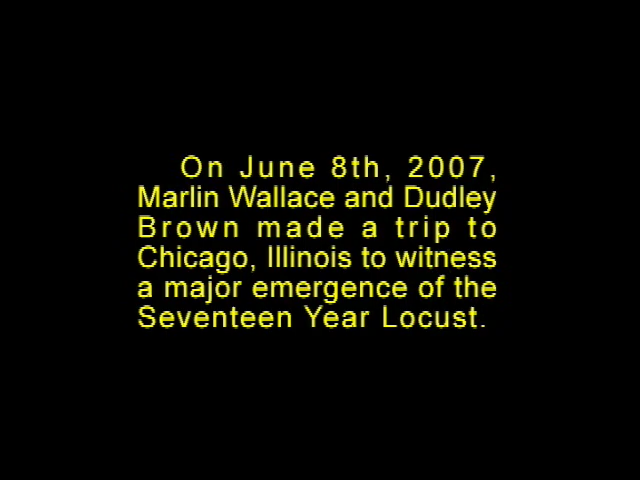 On June 8th, 2007,
Marlin Wallace and Dudley
Brown made a trip to
Chicago, Illinois to witness
a major emergence of the
Seventeen Year Locust.